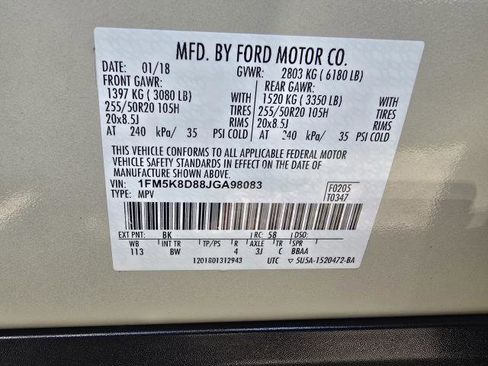 MFD. BY FORD MOTOR CO.
DATE: 01/18 GVWR: 2803 KG ( 6180 LB)
FRONT GAWR: REAR GAWR:
1397 KG ( 3080 LB) 1520 KG ( 3350 LB)
255/50R20 105H TIRES 255/50R20 105H TIRES
20x8.5J RIMS 20x8.5J RIMS
AT 240 kPa/ 35 PSI COLD AT 240 kPa/ 35 PSI COLD
THIS VEHICLE CONFORMS TO ALL APPLICABLE FEDERAL MOTOR
VEHICLE SAFETY STANDARDS IN EFFECT ON THE DATE OF
MANUFACTURE SHOWN ABOVE.
VIN: 1FM5K8D88JGA98083 F0205
TYPE: MPV T0347
EXT PNT: BK RC: 58 DSO:
WB INT TR TP/PS R AXLE TR SPR
113 BW 4 3J C BBAA
1201801312943 UTC 5U5A-1520472-BA